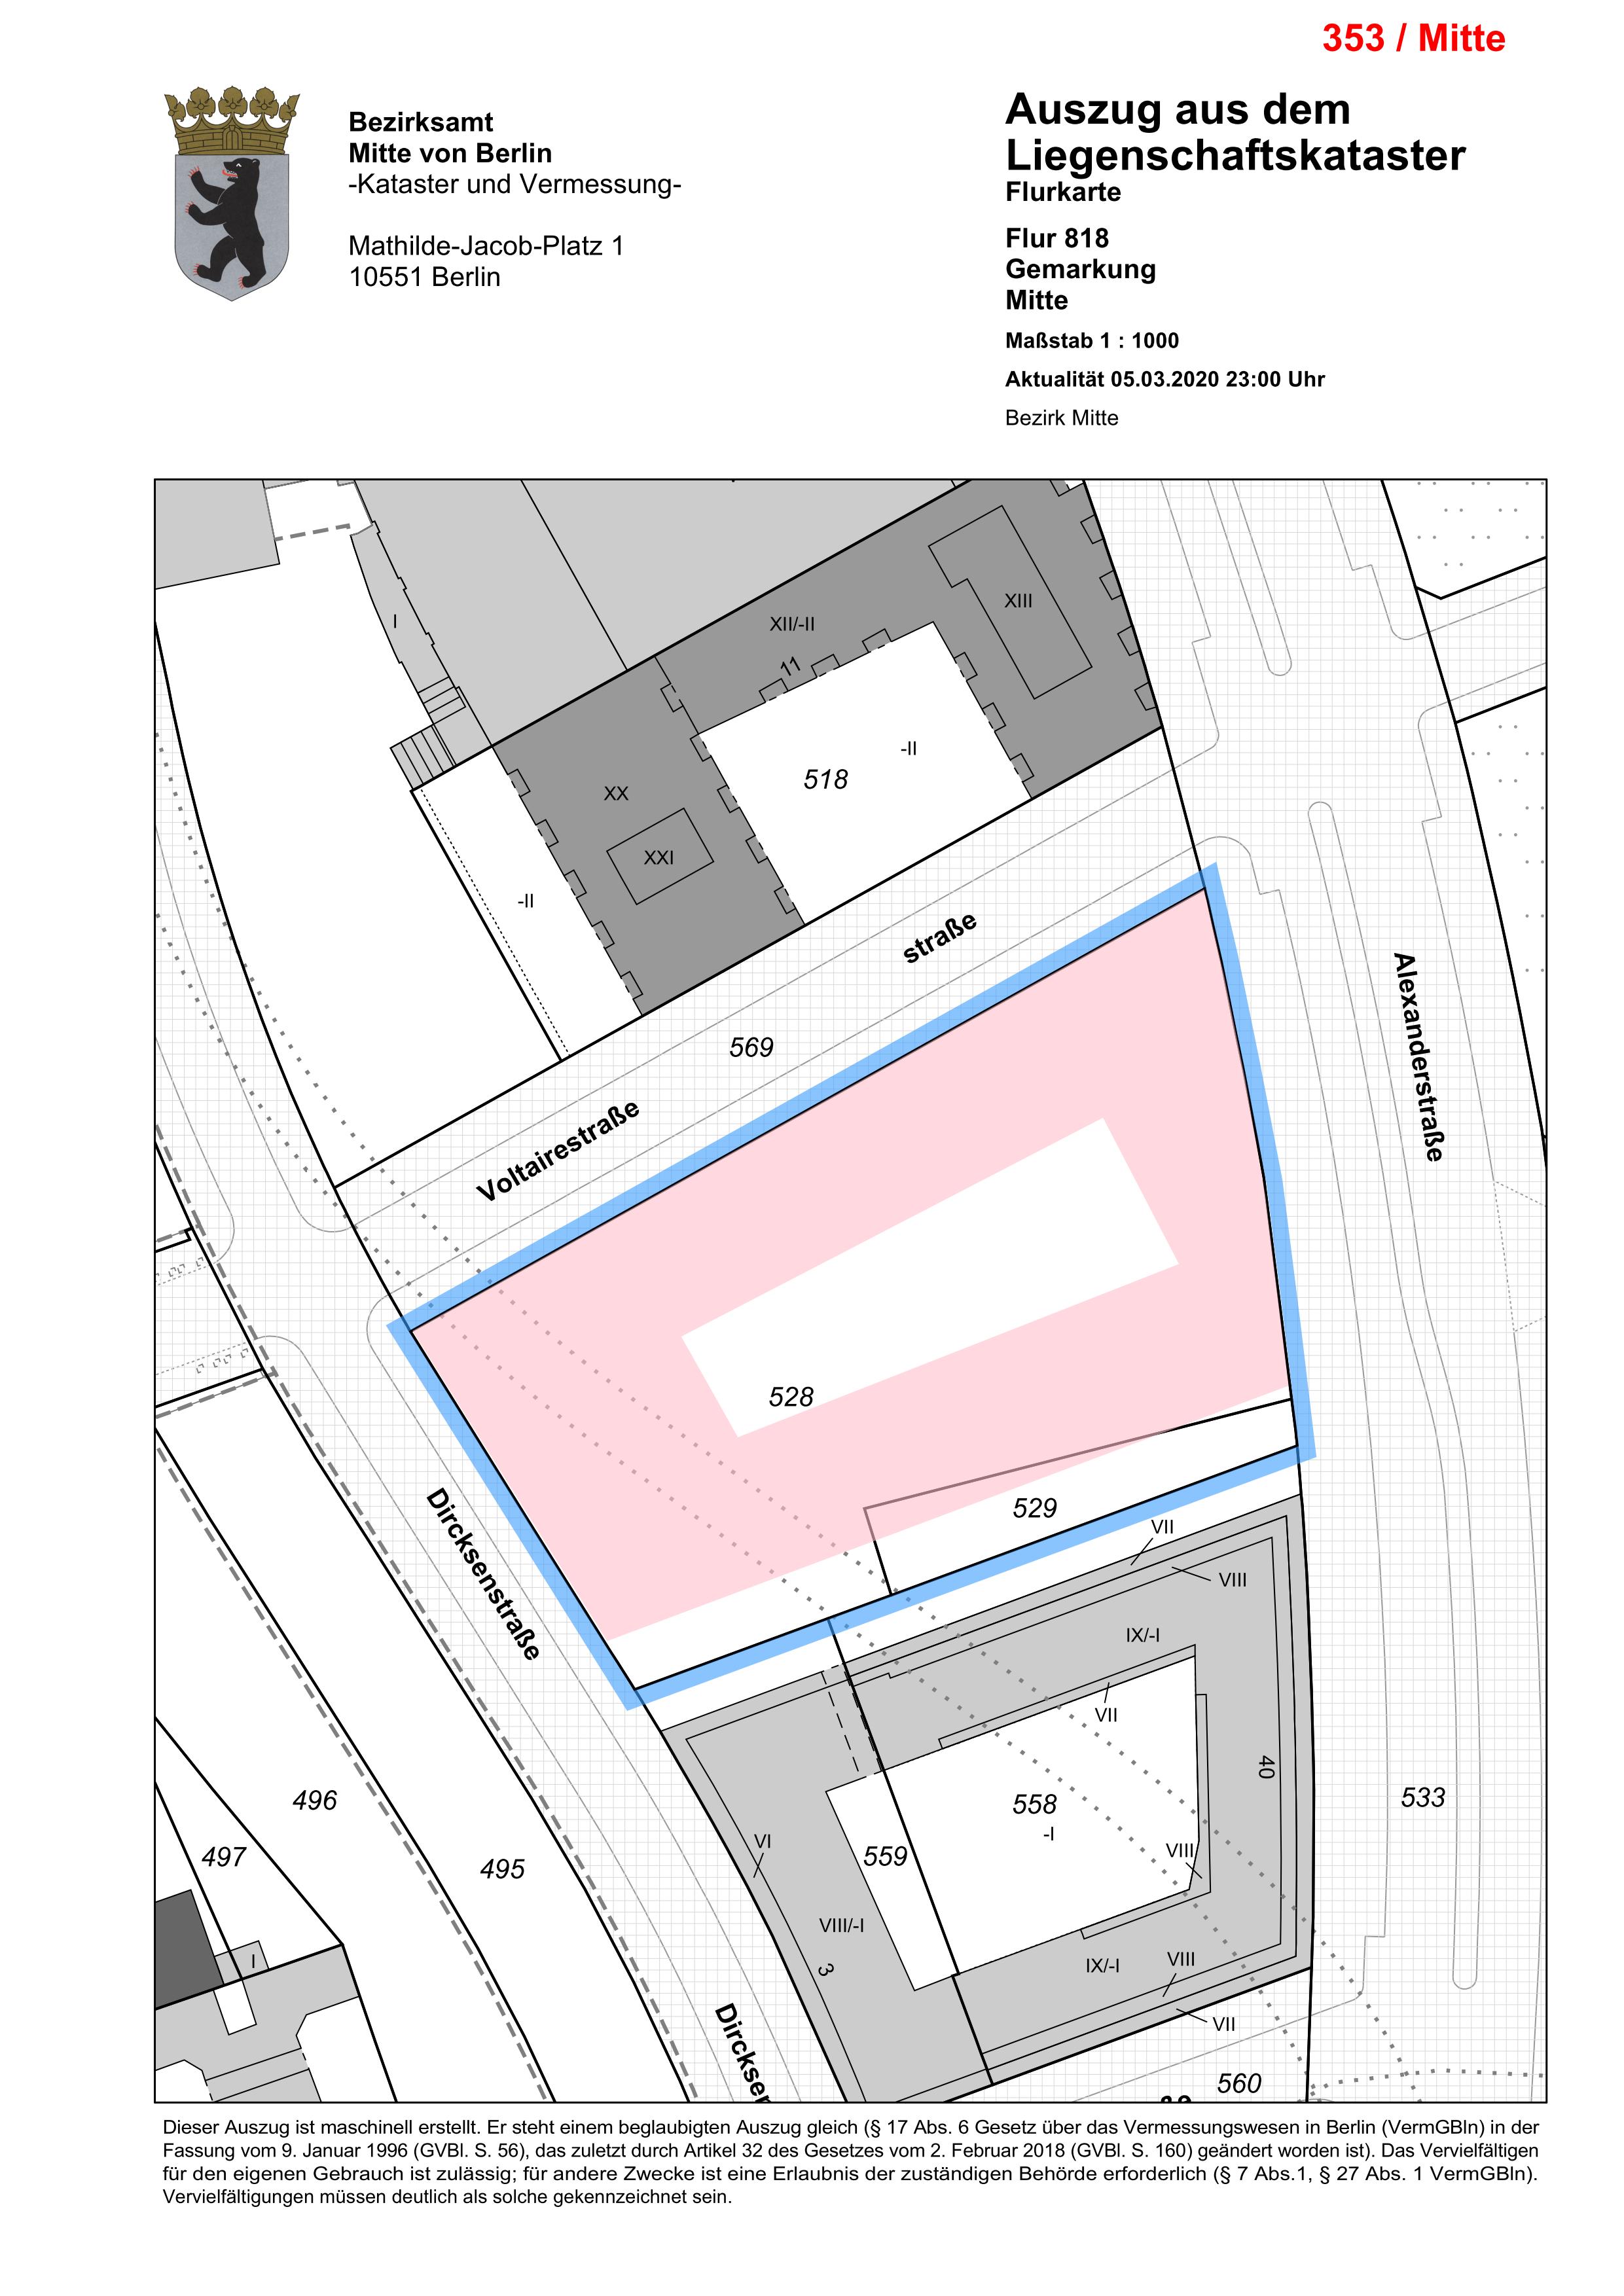 353 / Mitte
Bezirksamt
Mitte von Berlin
-Kataster und Vermessung-
Mathilde-Jacob-Platz 1
10551 Berlin
Auszug aus dem
Liegenschaftskataster
Flurkarte
Flur 818
Gemarkung
Mitte
Maßstab 1 : 1000
Aktualität 05.03.2020 23:00 Uhr
Bezirk Mitte
I
XII/-II
XIII
11
-II
518
XX
XXI
-II
straße
569
Voltairestraße
Alexanderstraße
528
529
Dircksenstraße
VII
VIII
IX/-I
VII
40
496
497
495
533
558
-I
559
VI
VIII
VIII/-I
3
IX/-I
VIII
VII
I
560
Dircksen
Dieser Auszug ist maschinell erstellt. Er steht einem beglaubigten Auszug gleich (§ 17 Abs. 6 Gesetz über das Vermessungswesen in Berlin (VermGBln) in der
Fassung vom 9. Januar 1996 (GVBl. S. 56), das zuletzt durch Artikel 32 des Gesetzes vom 2. Februar 2018 (GVBl. S. 160) geändert worden ist). Das Vervielfältigen
für den eigenen Gebrauch ist zulässig; für andere Zwecke ist eine Erlaubnis der zuständigen Behörde erforderlich (§ 7 Abs.1, § 27 Abs. 1 VermGBln).
Vervielfältigungen müssen deutlich als solche gekennzeichnet sein.